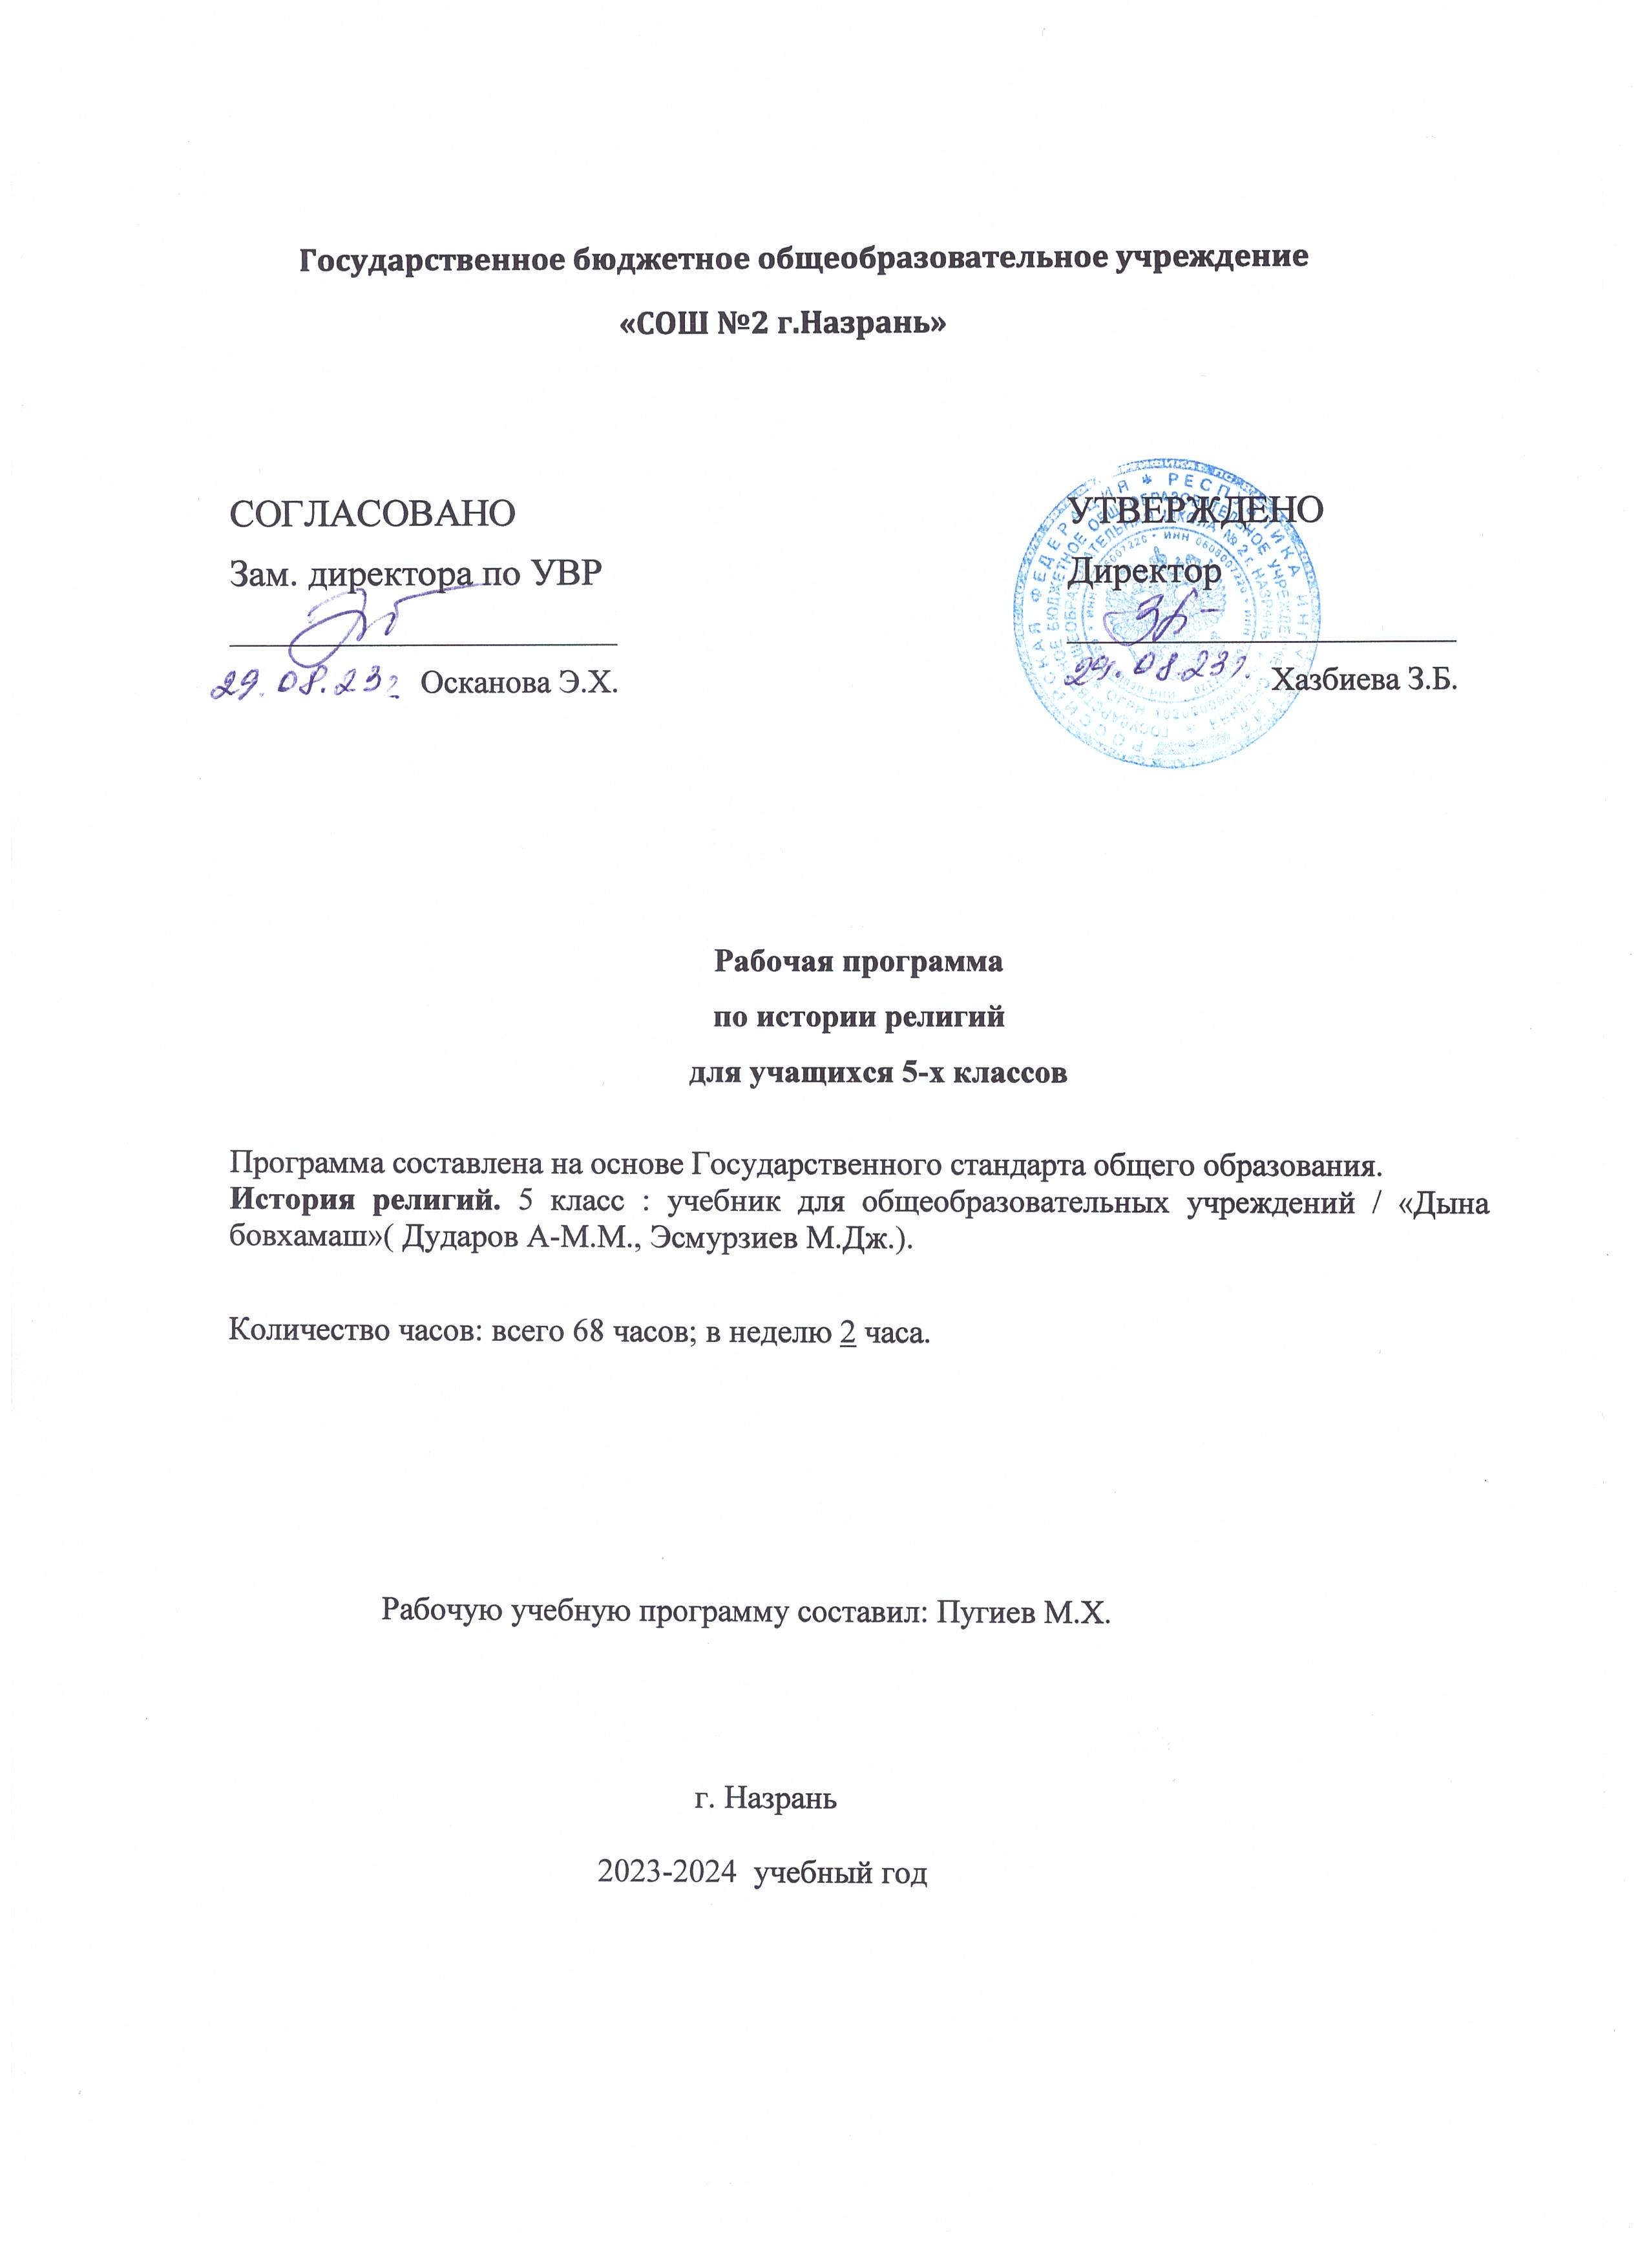 Государственное бюджетное общеобразовательное учреждение
«СОШ №2 г.Назрань»
СОГЛАСОВАНО
Зам. директора по УВР
29.08.23г Осканова Э.Х.
УТВЕРЖДЕНО
Директор
29.08.23г. Хазбиева З.Б.
Рабочая программа
по истории религий
для учащихся 5-х классов
Программа составлена на основе Государственного стандарта общего образования.
История религий. 5 класс : учебник для общеобразовательных учреждений / «Дына
бовхамаш»( Дударов А-М.М., Эсмурзиев М.Дж.).
Количество часов: всего 68 часов; в неделю 2 часа.
Рабочую учебную программу составил: Пугиев М.Х.
г. Назрань
2023-2024 учебный год